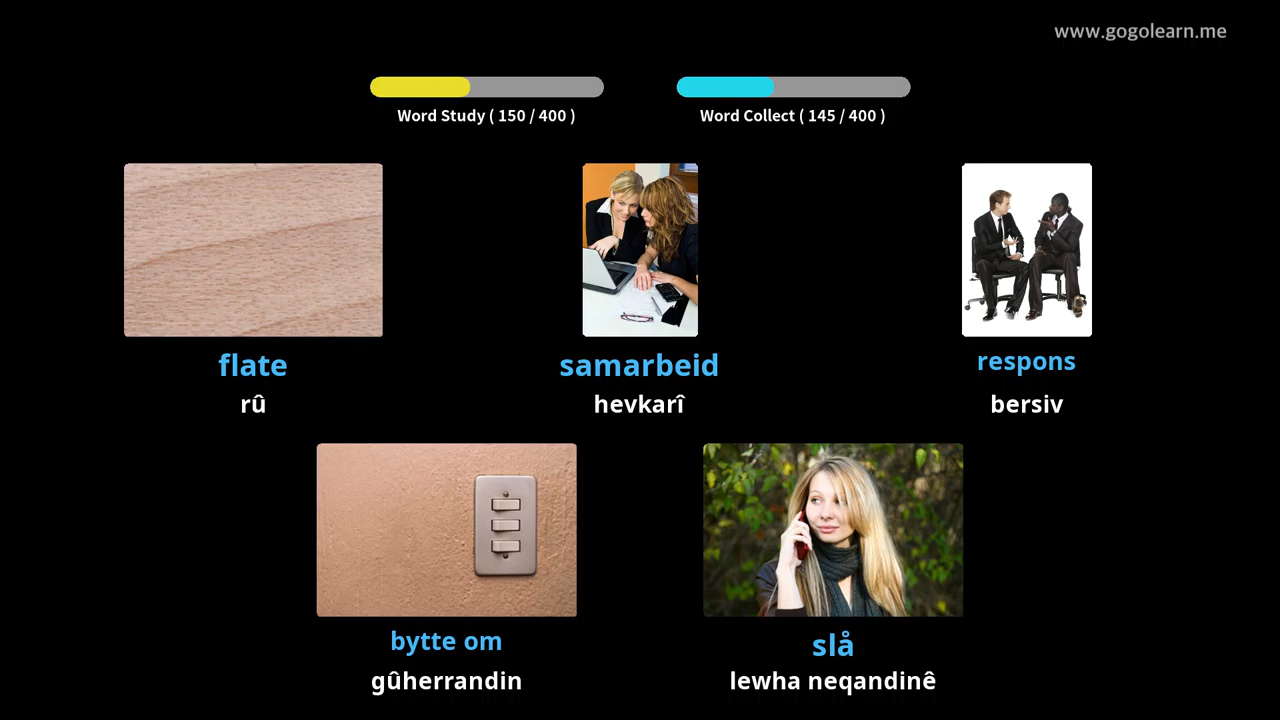 www.gogolearn.me
Word Study ( 150 / 400 )
Word Collect ( 145 / 400 )
flate
samarbeid
respons
rû
hevkarî
bersiv
bytte om
slå
gûherrandin
lewha neqandinê